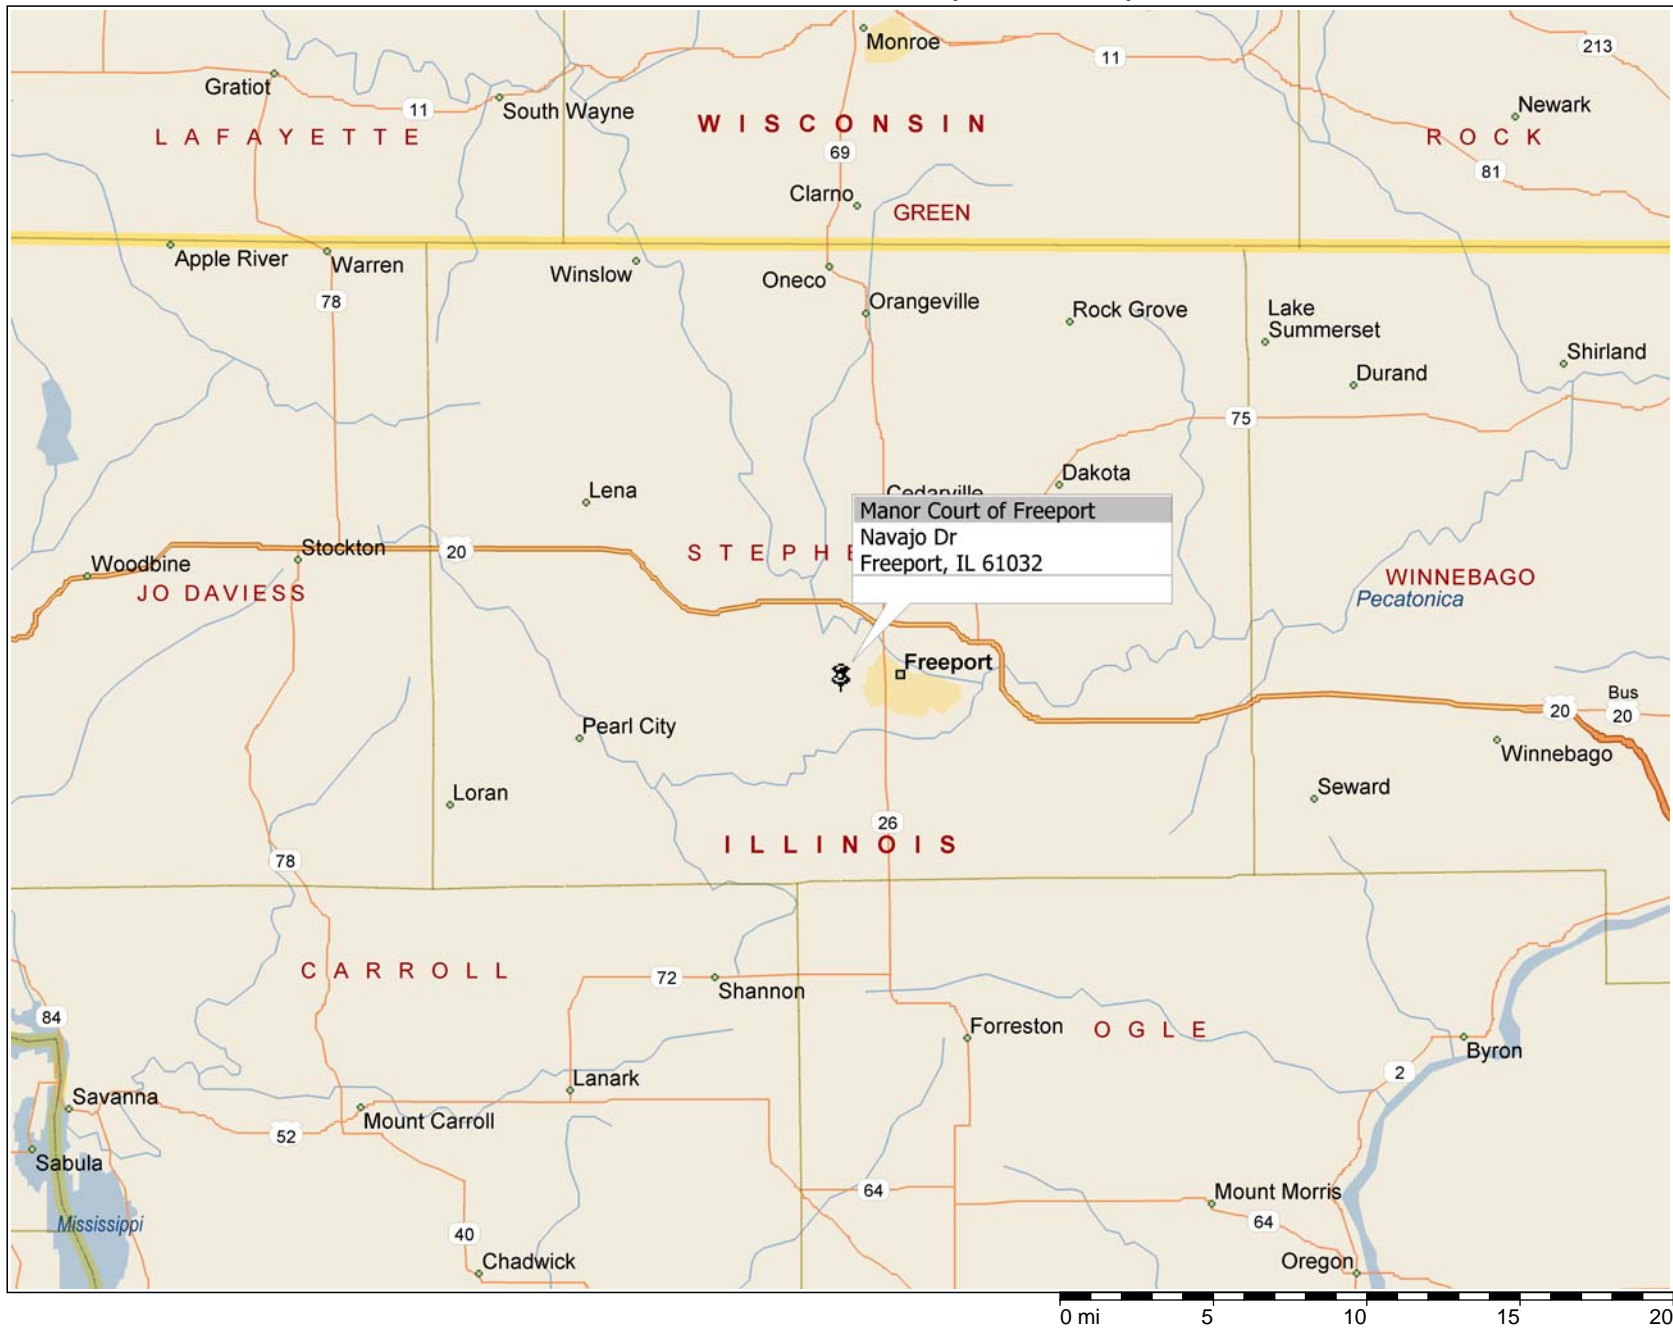 Monroe
11
213
Gratiot
11
South Wayne
Newark
LAFAYETTE
WISCONSIN
ROCK
69
81
Clarno
GREEN
Apple River
Warren
Winslow
Oneco
78
Orangeville
Rock Grove
Lake
Summerset
Shirland
Durand
75
Dakota
Lena
Cedarville
Manor Court of Freeport
Navajo Dr
Freeport, IL 61032
Stockton
20
STEPHE
Woodbine
JO DAVIESS
WINNEBAGO
Pecatonica
Freeport
Bus
20
20
Pearl City
Winnebago
Loran
Seward
26
ILLINOIS
78
CARROLL
72
Shannon
84
Forreston
OGLE
Byron
2
Lanark
Savanna
Mount Carroll
52
Sabula
64
Mount Morris
64
Mississippi
40
Chadwick
Oregon
0 mi 5 10 15 20